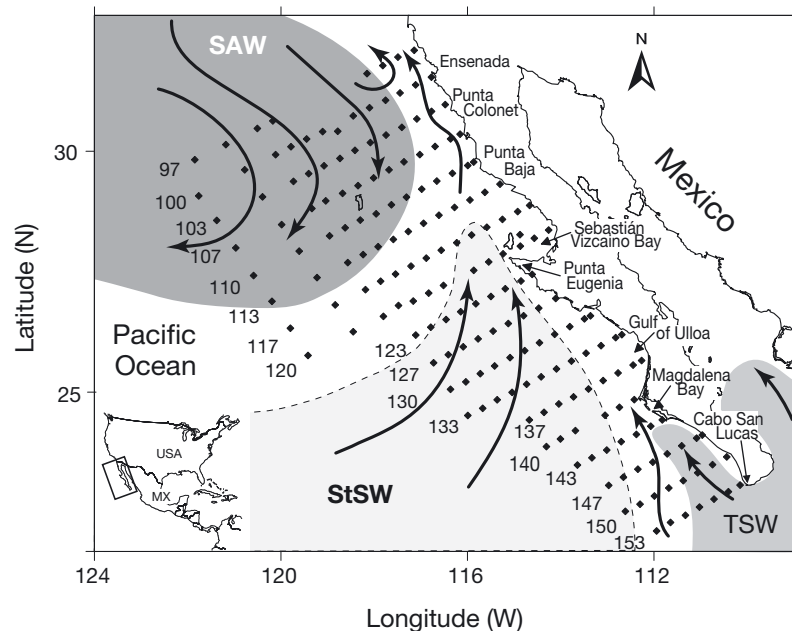 SAW
N
Ensenada
Punta
Colonet
Punta
Baja
Mexico
Sebastián
Vizcaino Bay
Punta
Eugenia
Gulf
of Ulloa
Magdalena
Bay
Cabo San
Lucas
Pacific
Ocean
StSW
TSW
USA
MX
97
100
103
107
110
113
117
120
123
127
130
133
137
140
143
147
150
153
30
25
Latitude (N)
124
120
116
112
Longitude (W)